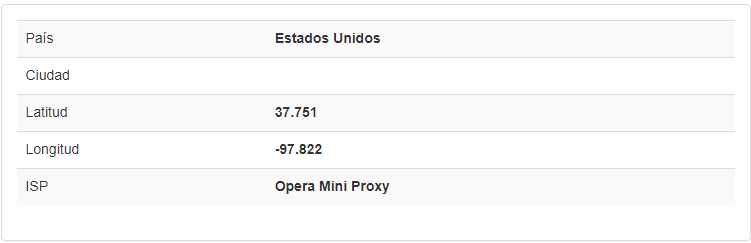 País Estados Unidos
Ciudad
Latitud 37.751
Longitud -97.822
ISP Opera Mini Proxy